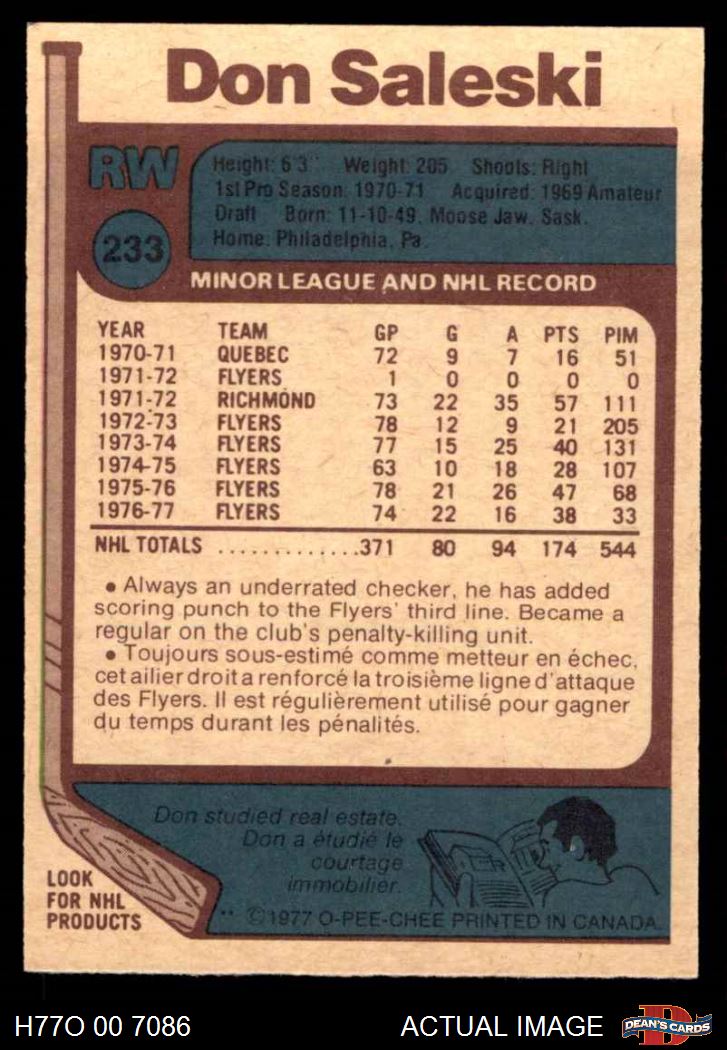 Don Saleski
RW
Height: 6'3" Weight: 205 Shoots: Right
1st Pro Season: 1970-71 Acquired: 1969 Amateur
Draft Born: 11-10-49, Moose Jaw, Sask.
Home: Philadelphia, Pa.
233
MINOR LEAGUE AND NHL RECORD
YEAR TEAM GP G A PTS PIM
1970-71 QUEBEC 72 9 7 16 51
1971-72 FLYERS 1 0 0 0 0
1971-72 RICHMOND 73 22 35 57 111
1972-73 FLYERS 78 12 9 21 205
1973-74 FLYERS 77 15 25 40 131
1974-75 FLYERS 63 10 18 28 107
1975-76 FLYERS 78 21 26 47 68
1976-77 FLYERS 74 22 16 38 33
NHL TOTALS ..............371 80 94 174 544
• Always an underrated checker, he has added
scoring punch to the Flyers' third line. Became a
regular on the club's penalty-killing unit.
• Toujours sous-estimé comme metteur en échec,
cet ailier droit a renforcé la troisième ligne d'attaque
des Flyers. Il est régulièrement utilisé pour gagner
du temps durant les pénalités.
Don studied real estate.
Don a étudié le
courtage
immobilier.
LOOK
FOR NHL
PRODUCTS
** ©1977 O-PEE-CHEE PRINTED IN CANADA
H77O 00 7086
ACTUAL IMAGE
D
DEAN'S CARDS